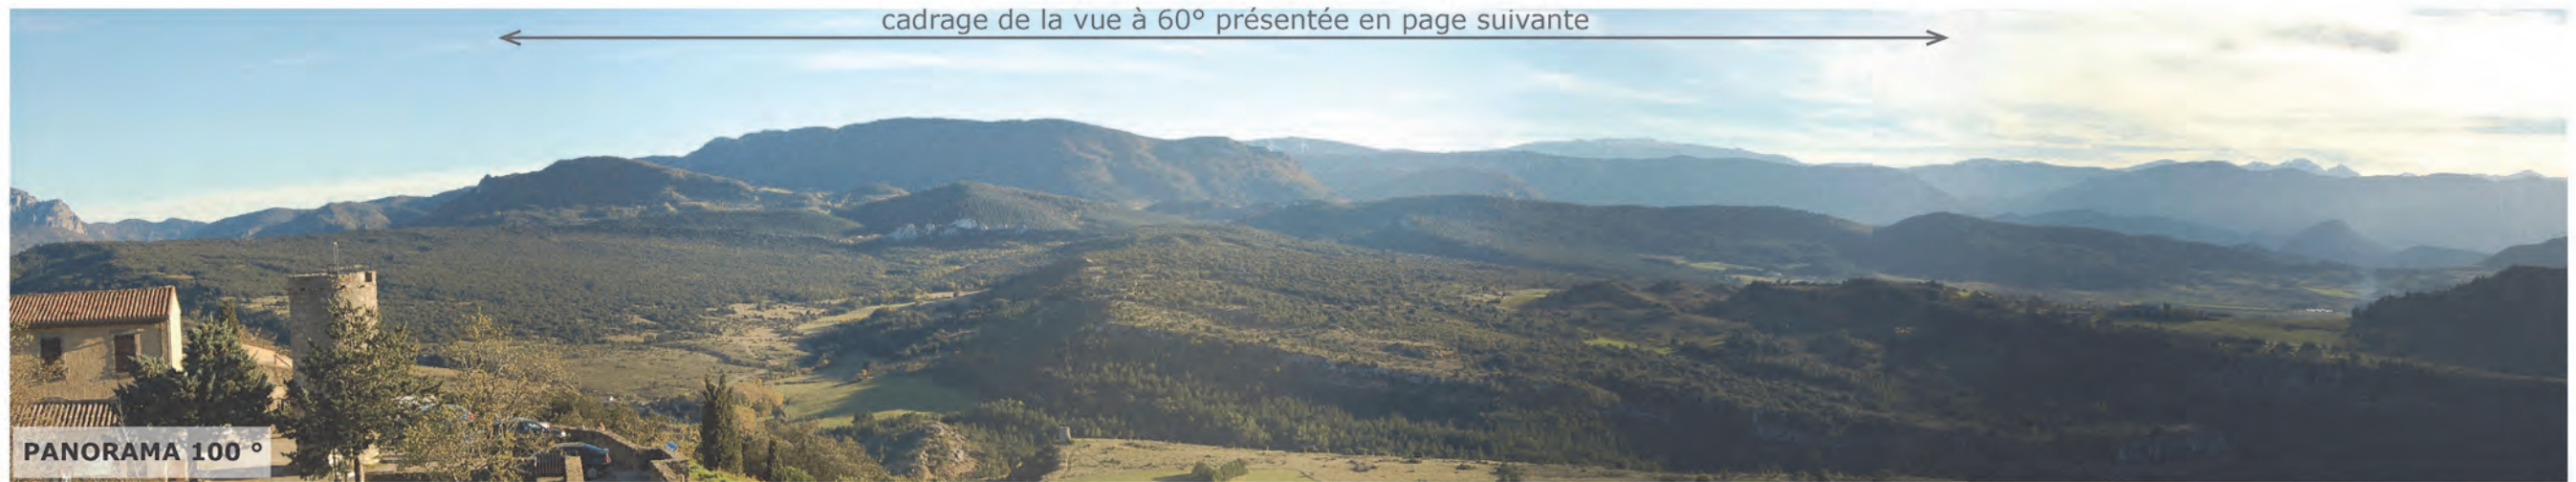 cadrage de la vue à 60° présentée en page suivante
PANORAMA 100 °